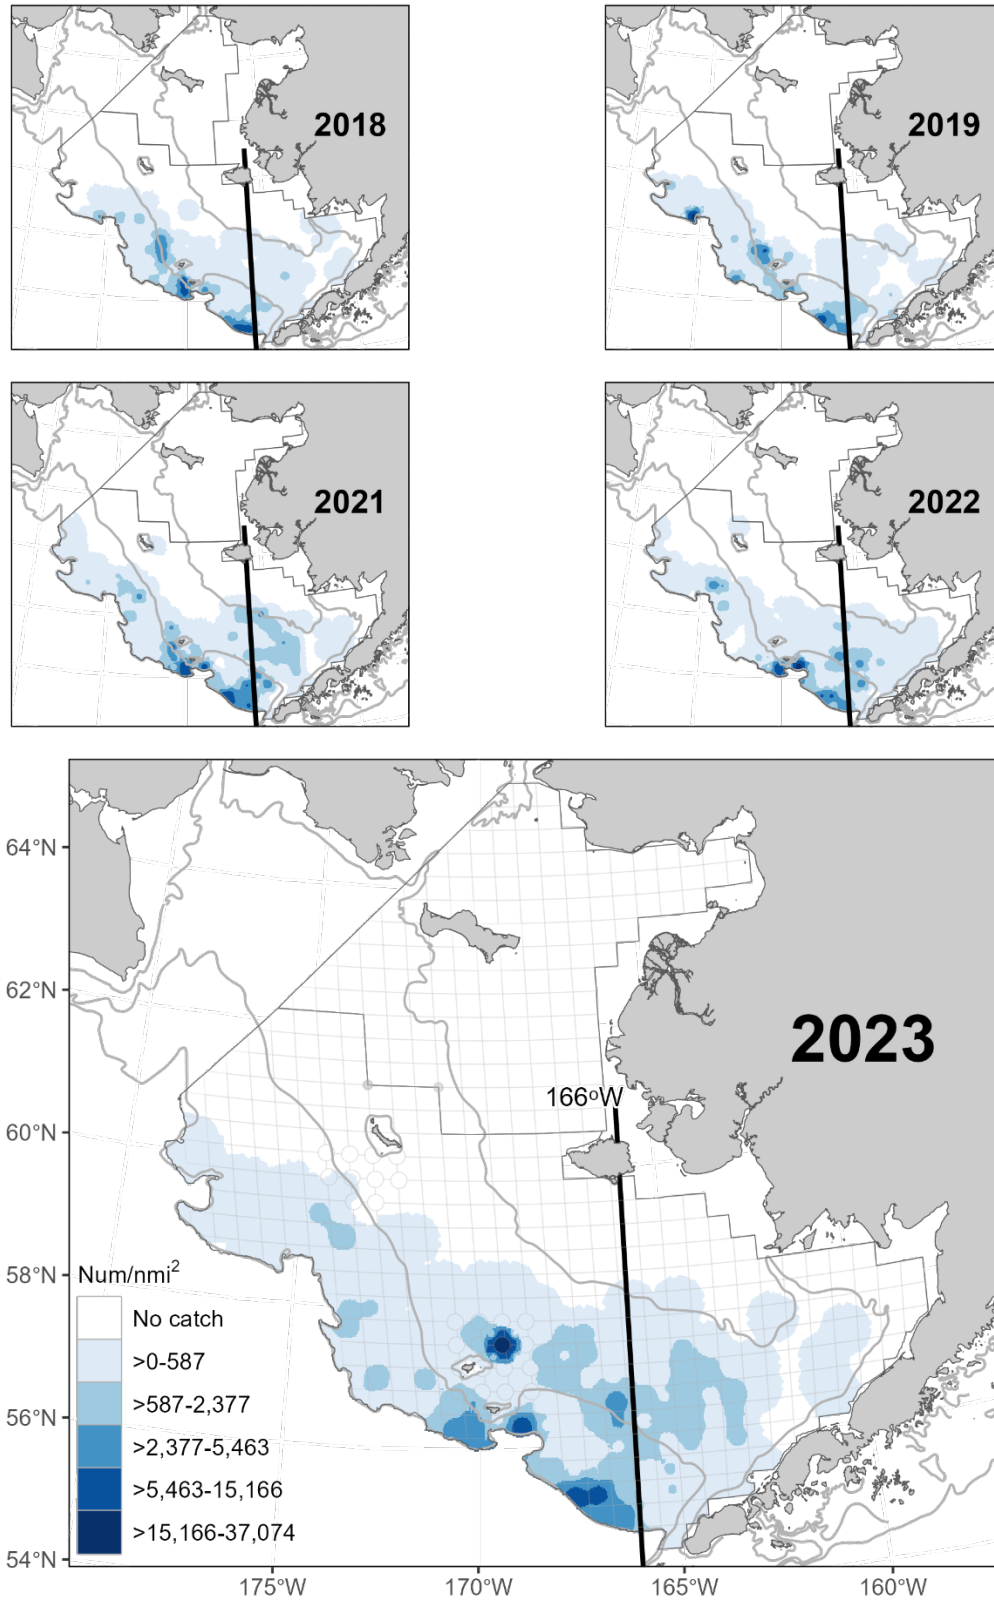 2018
2019
2021
2022
2023
166oW
64°N
62°N
60°N
58°N
56°N
54°N
Num/nmi2
No catch
>0-587
>587-2,377
>2,377-5,463
>5,463-15,166
>15,166-37,074
175°W
170°W
165°W
160°W